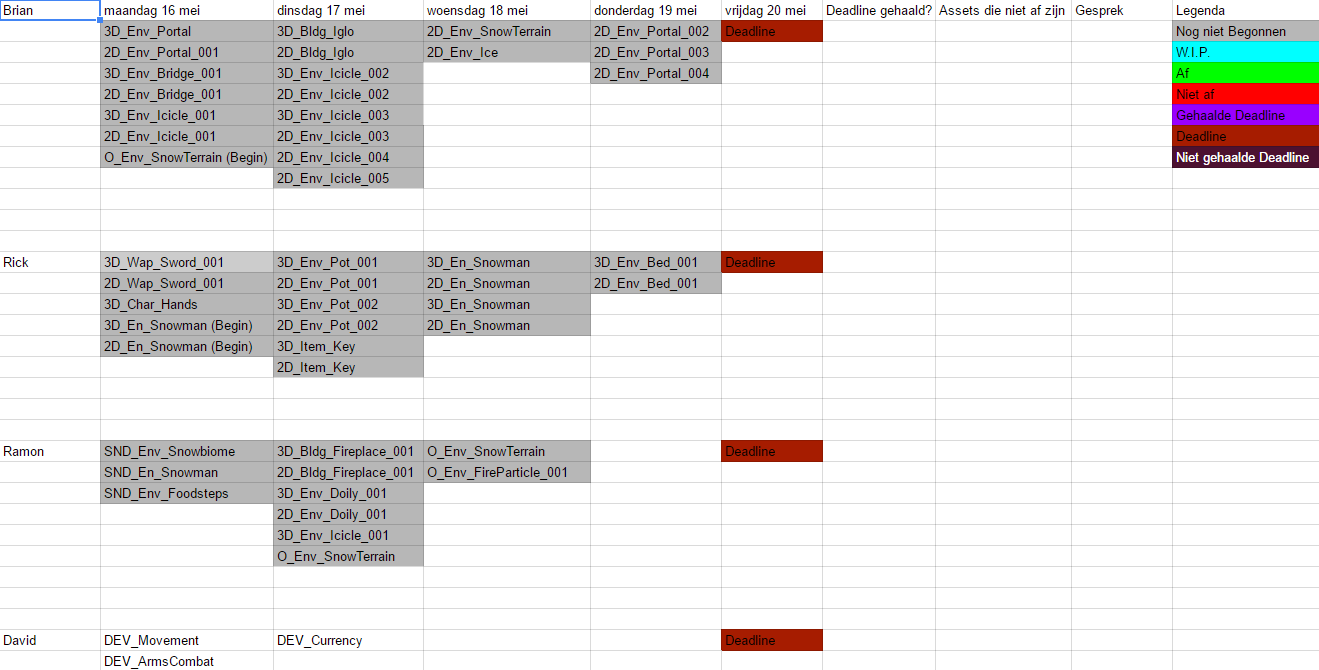 Brian maandag 16 mei dinsdag 17 mei woensdag 18 mei donderdag 19 mei vrijdag 20 mei Deadline gehaald? Assets die niet af zijn Gesprek Legenda
3D_Env_Portal 3D_Bldg_Iglo 2D_Env_SnowTerrain 2D_Env_Portal_002 Deadline Nog niet Begonnen
2D_Env_Portal_001 2D_Bldg_Iglo 2D_Env_Ice 2D_Env_Portal_003 W.I.P.
3D_Env_Bridge_001 3D_Env_Icicle_002 2D_Env_Portal_004 Af
2D_Env_Bridge_001 2D_Env_Icicle_002 Niet af
3D_Env_Icicle_001 3D_Env_Icicle_003 Gehaalde Deadline
2D_Env_Icicle_001 2D_Env_Icicle_003 Deadline
O_Env_SnowTerrain (Begin) 2D_Env_Icicle_004 Niet gehaalde Deadline
2D_Env_Icicle_005
Rick 3D_Wap_Sword_001 3D_Env_Pot_001 3D_En_Snowman 3D_Env_Bed_001 Deadline
2D_Wap_Sword_001 2D_Env_Pot_001 2D_En_Snowman 2D_Env_Bed_001
3D_Char_Hands 3D_Env_Pot_002 3D_En_Snowman
3D_En_Snowman (Begin) 2D_Env_Pot_002 2D_En_Snowman
2D_En_Snowman (Begin) 3D_Item_Key
2D_Item_Key
Ramon SND_Env_Snowbiome 3D_Bldg_Fireplace_001 O_Env_SnowTerrain Deadline
SND_En_Snowman 2D_Bldg_Fireplace_001 O_Env_FireParticle_001
SND_Env_Foodsteps 3D_Env_Doily_001
2D_Env_Doily_001
3D_Env_Icicle_001
O_Env_SnowTerrain
David DEV_Movement DEV_Currency Deadline
DEV_ArmsCombat